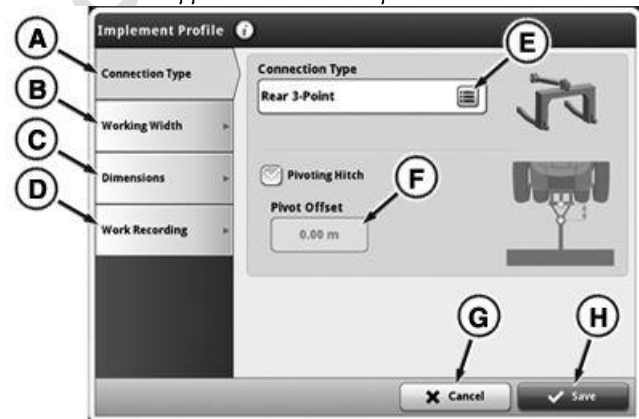 Implement Profile i
A
E
Connection Type
Connection Type
B
Rear 3-Point
Working Width
C
Dimensions
Pivoting Hitch
F
D
Pivot Offset
Work Recording
0.00 m
G
H
Cancel
Save